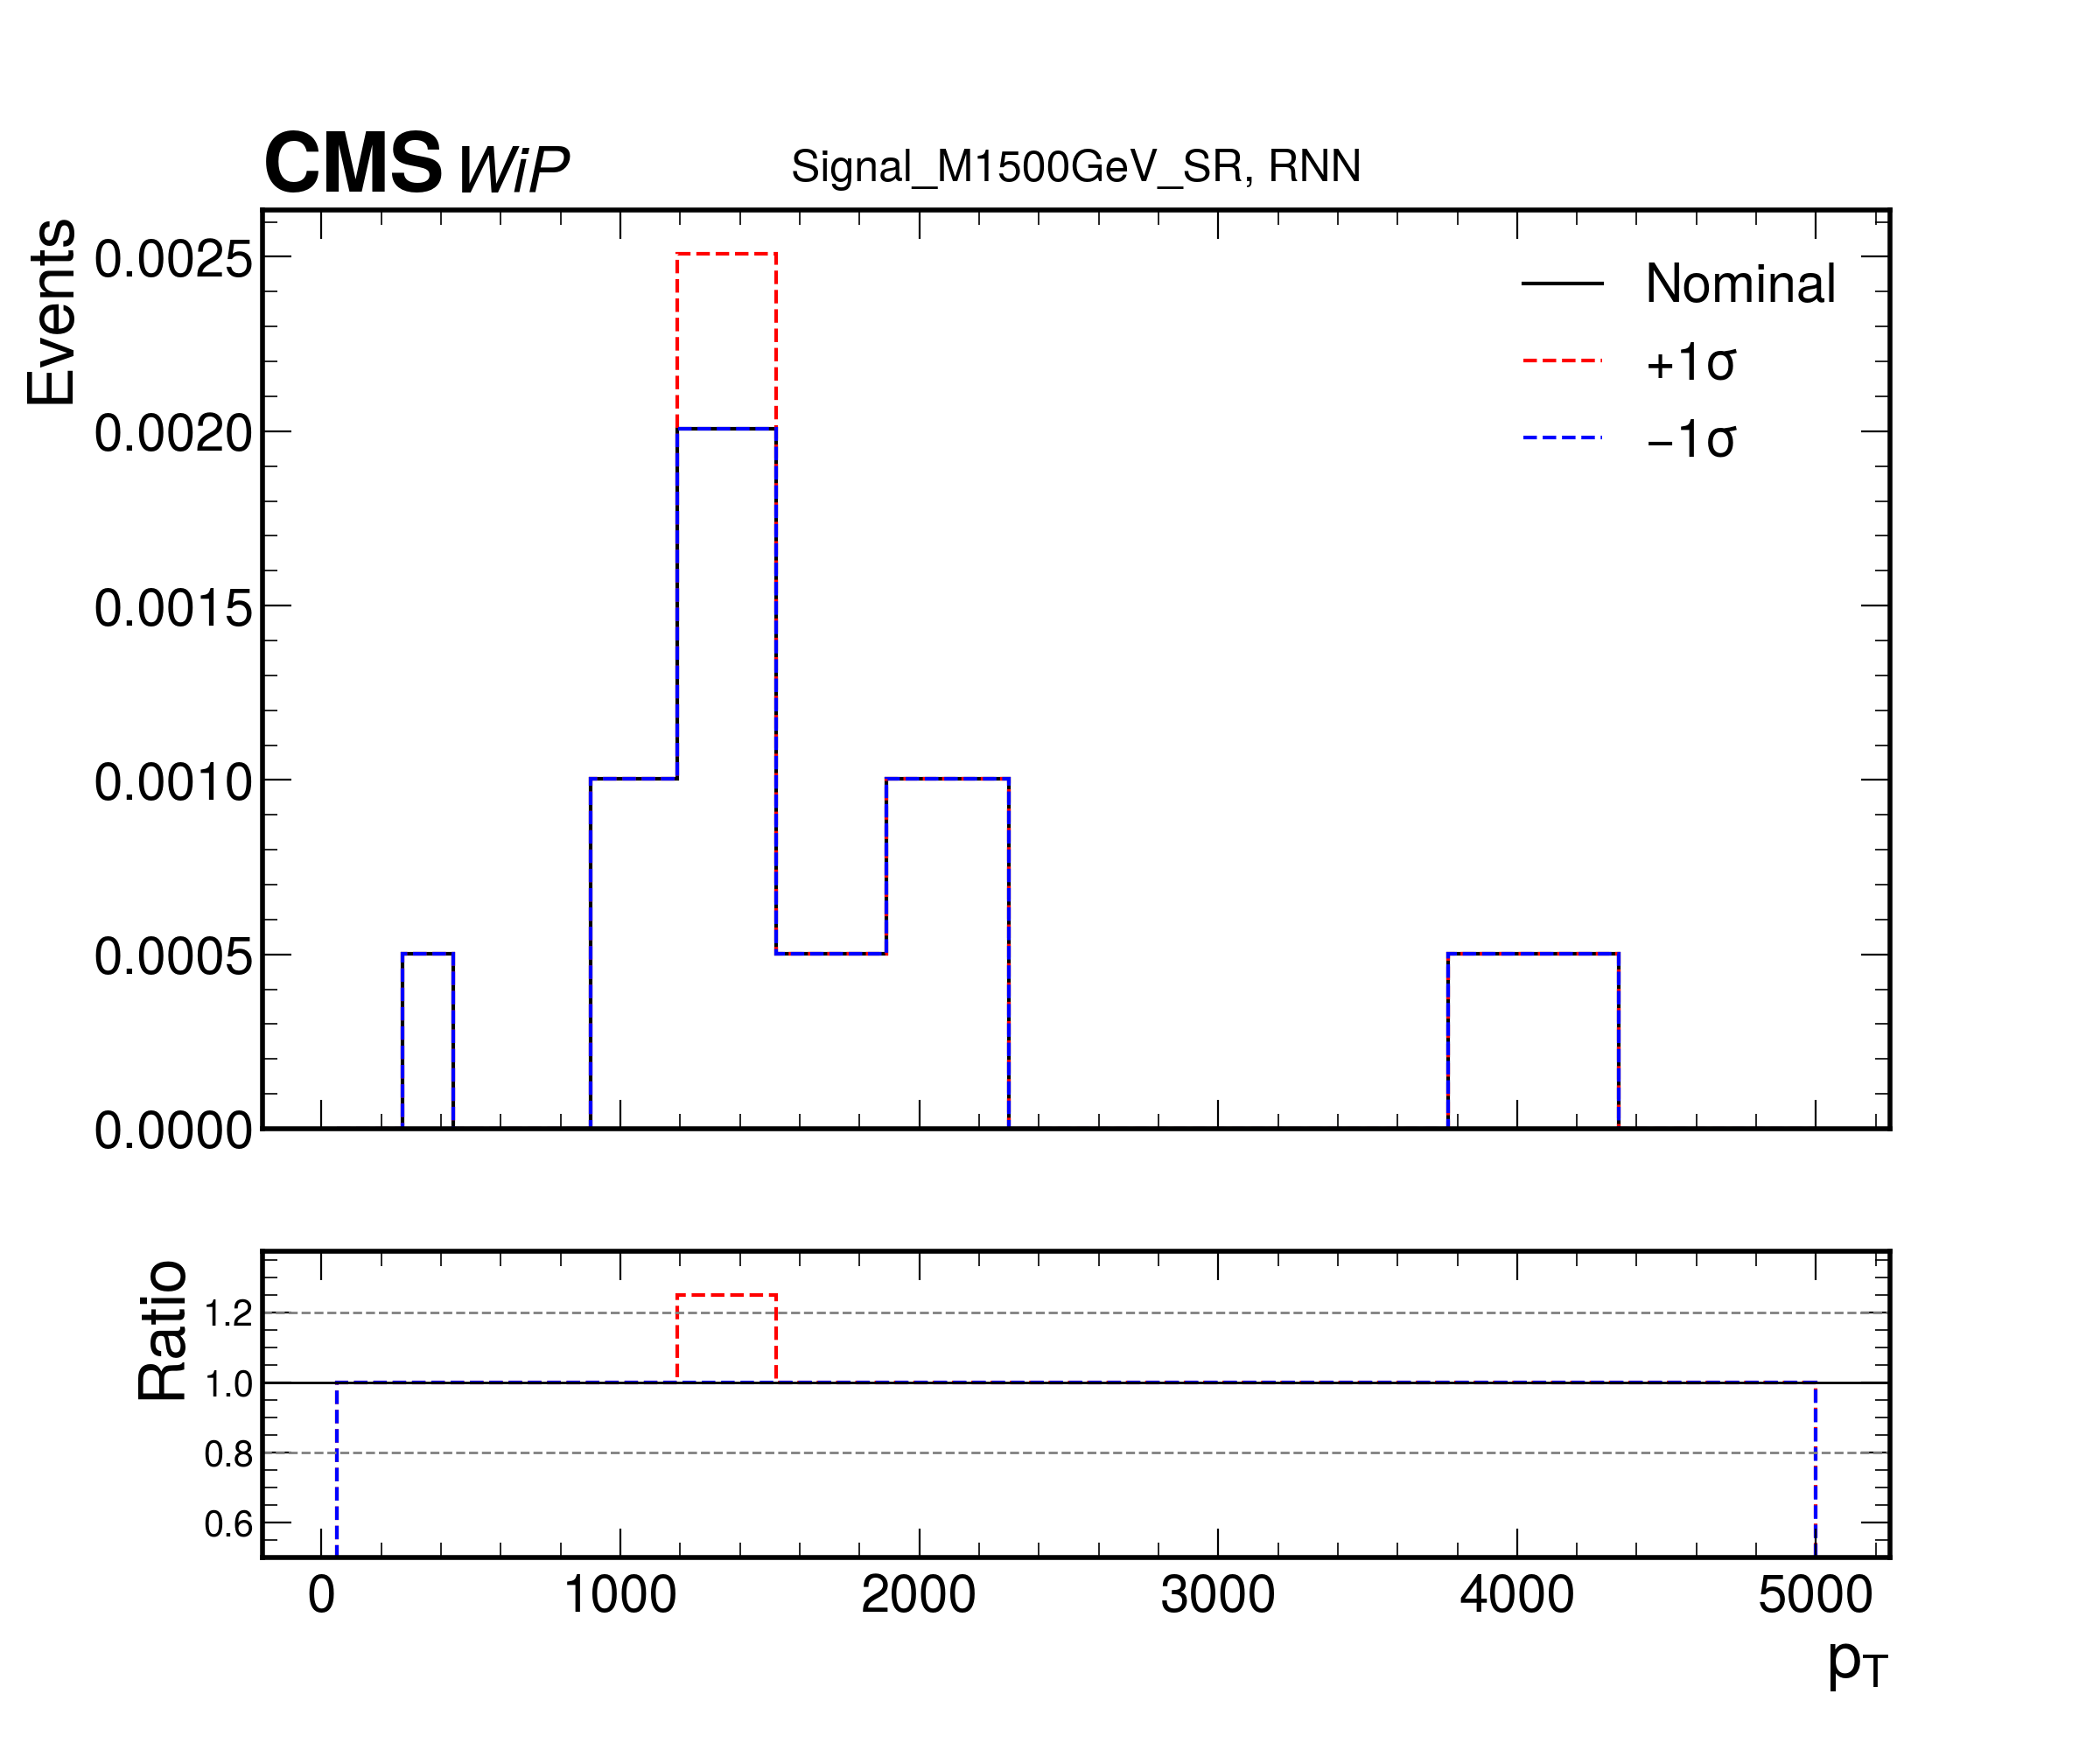 CMS WiP Signal_M1500GeV_SR, RNN
Events
0.0025
0.0020
0.0015
0.0010
0.0005
0.0000
Nominal
+1σ
−1σ
Ratio
1.2
1.0
0.8
0.6
0 1000 2000 3000 4000 5000
pT